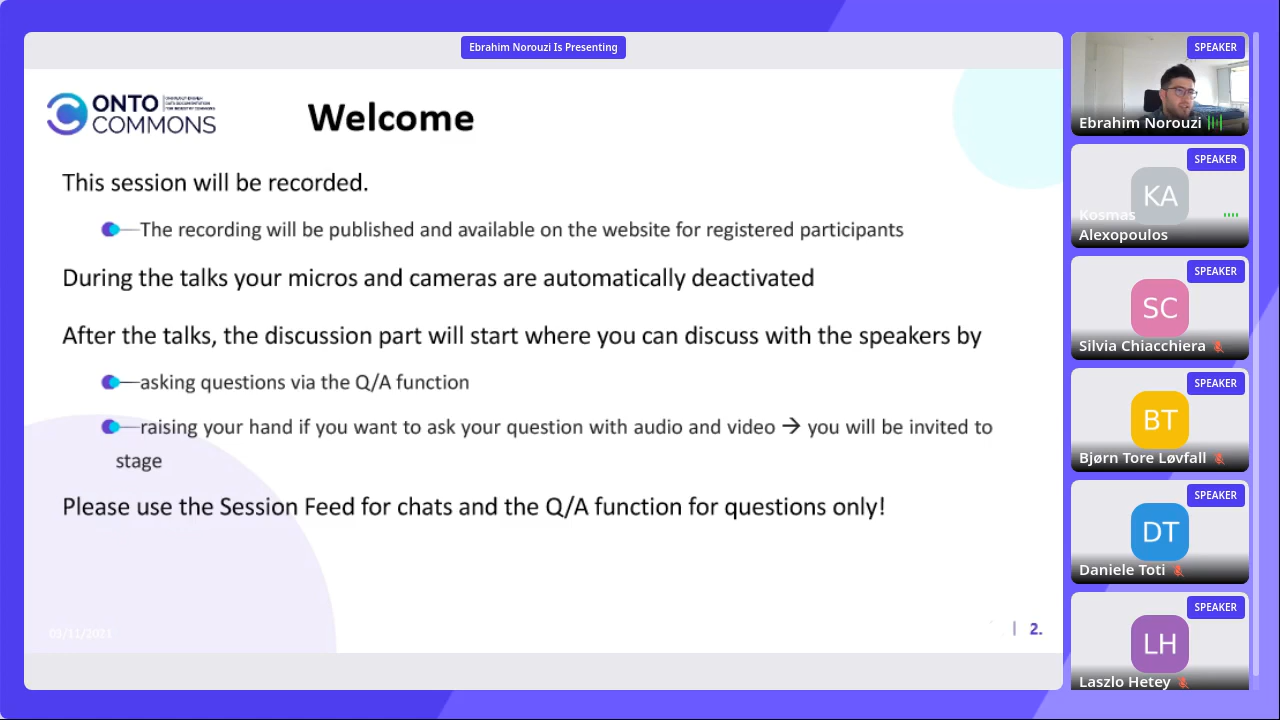 Ebrahim Norouzi Is Presenting
ONTO
COMMONS
Welcome
This session will be recorded.
The recording will be published and available on the website for registered participants
During the talks your micros and cameras are automatically deactivated
After the talks, the discussion part will start where you can discuss with the speakers by
asking questions via the Q/A function
raising your hand if you want to ask your question with audio and video → you will be invited to
stage
Please use the Session Feed for chats and the Q/A function for questions only!
03/11/2021
| 2.
SPEAKER
Ebrahim Norouzi
SPEAKER
KA
Kosmas
Alexopoulos
SPEAKER
SC
Silvia Chiacchiera
SPEAKER
BT
Bjørn Tore Løvfall
SPEAKER
DT
Daniele Toti
SPEAKER
LH
Laszlo Hetey